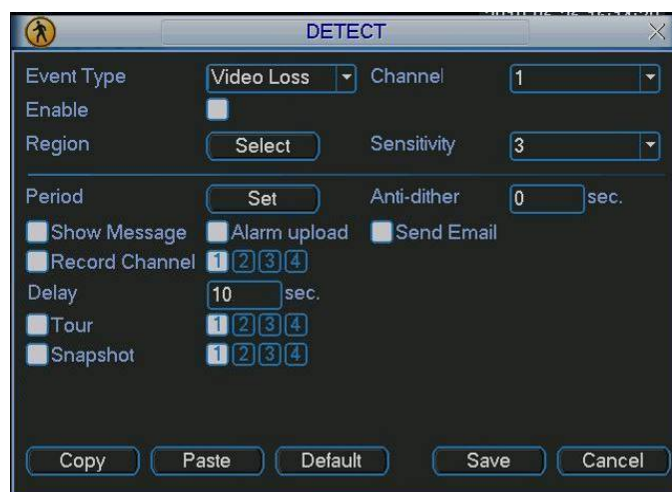 DETECT
Event Type Video Loss Channel 1
Enable
Region Select Sensitivity 3
Period Set Anti-dither 0 sec.
Show Message Alarm upload Send Email
Record Channel 1 2 3 4
Delay 10 sec.
Tour 1 2 3 4
Snapshot 1 2 3 4
Copy Paste Default Save Cancel